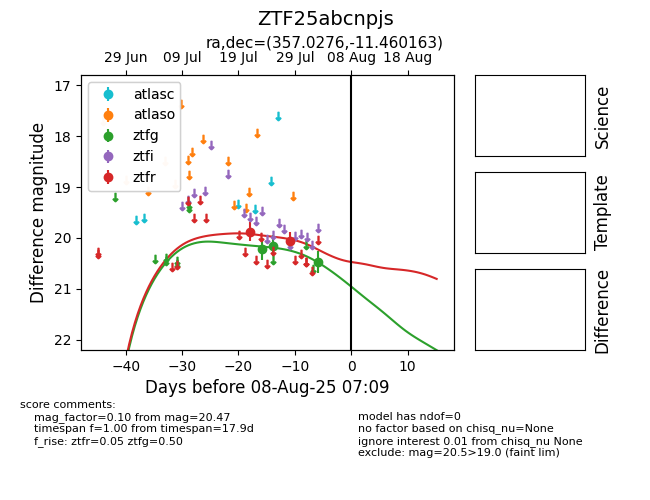 ZTF25abcnpjs
ra,dec=(357.0276,-11.460163)
29 Jun 09 Jul 19 Jul 29 Jul 08 Aug 18 Aug
17
18
19
20
21
22
Difference magnitude
atlasc
atlaso
ztfg
ztfi
ztfr
−40 −30 −20 −10 0 10
Days before 08-Aug-25 07:09
Science
Template
Difference
score comments:
mag_factor=0.10 from mag=20.47
timespan f=1.00 from timespan=17.9d
f_rise: ztfr=0.05 ztfg=0.50
model has ndof=0
no factor based on chisq_nu=None
ignore interest 0.01 from chisq_nu None
exclude: mag=20.5>19.0 (faint lim)